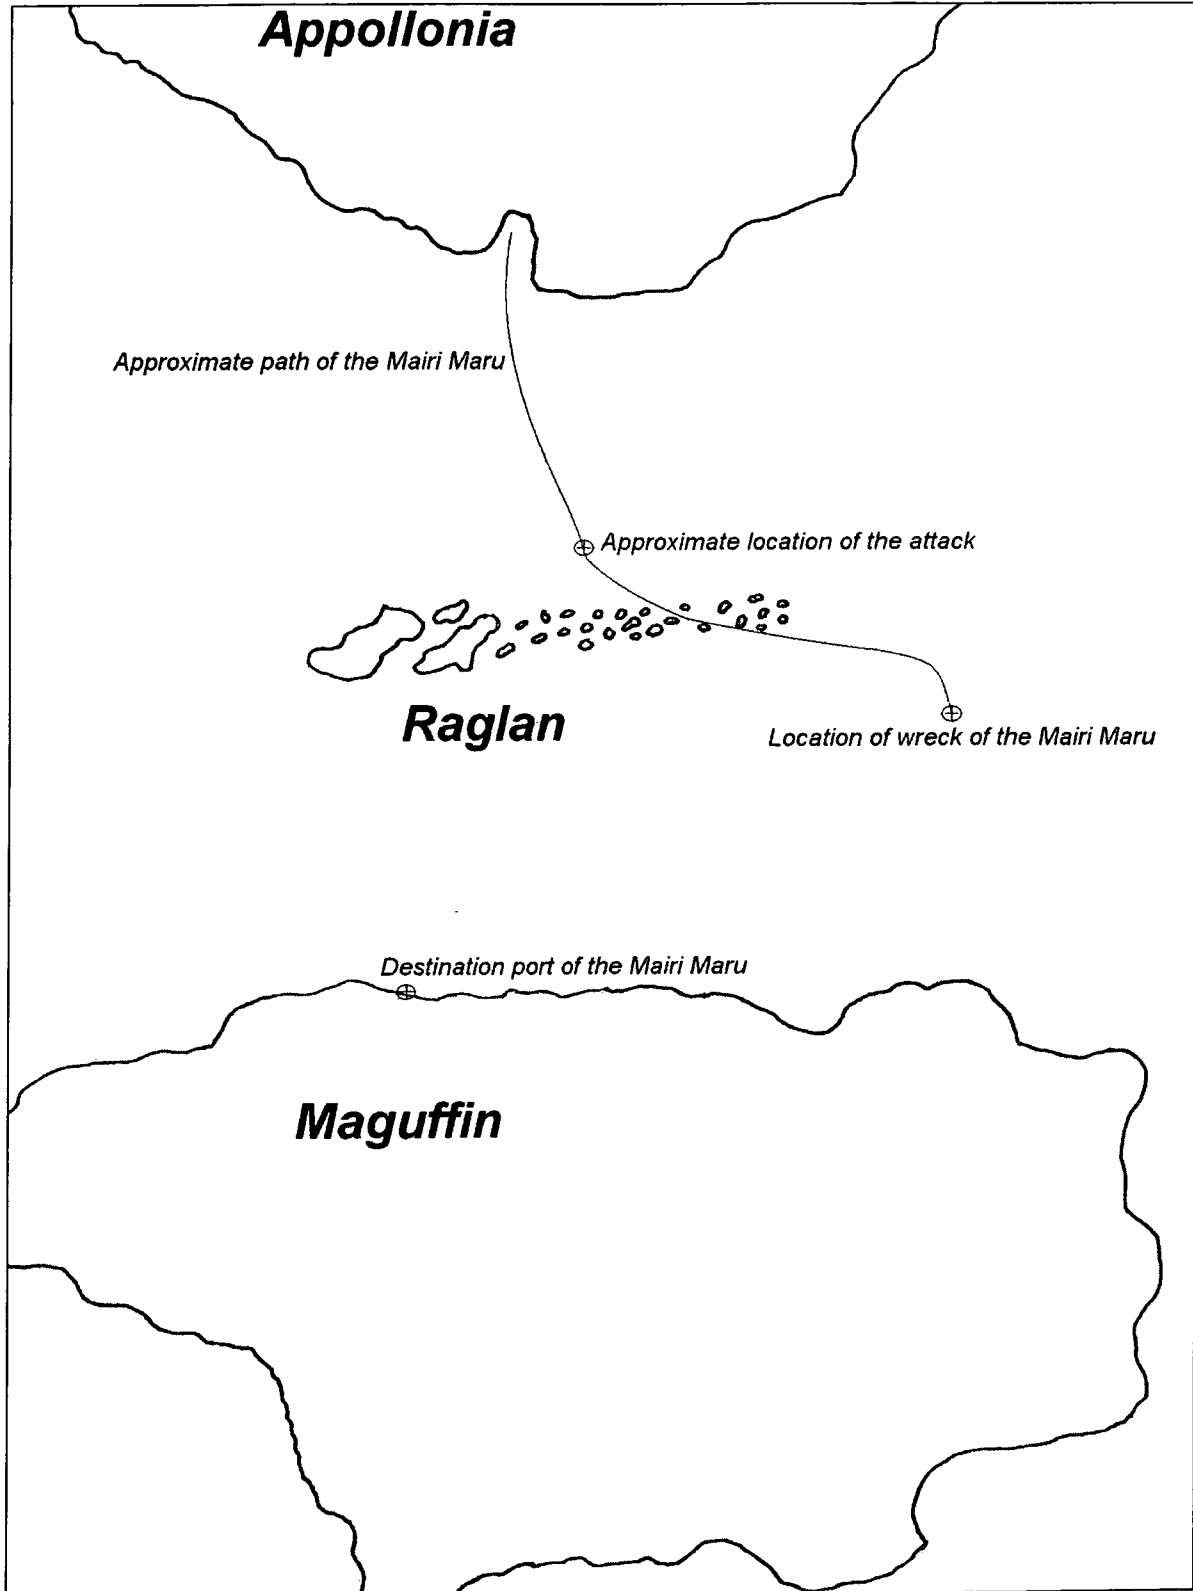 Appollonia
Approximate path of the Mairi Maru
Approximate location of the attack
Raglan
Location of wreck of the Mairi Maru
Destination port of the Mairi Maru
Maguffin